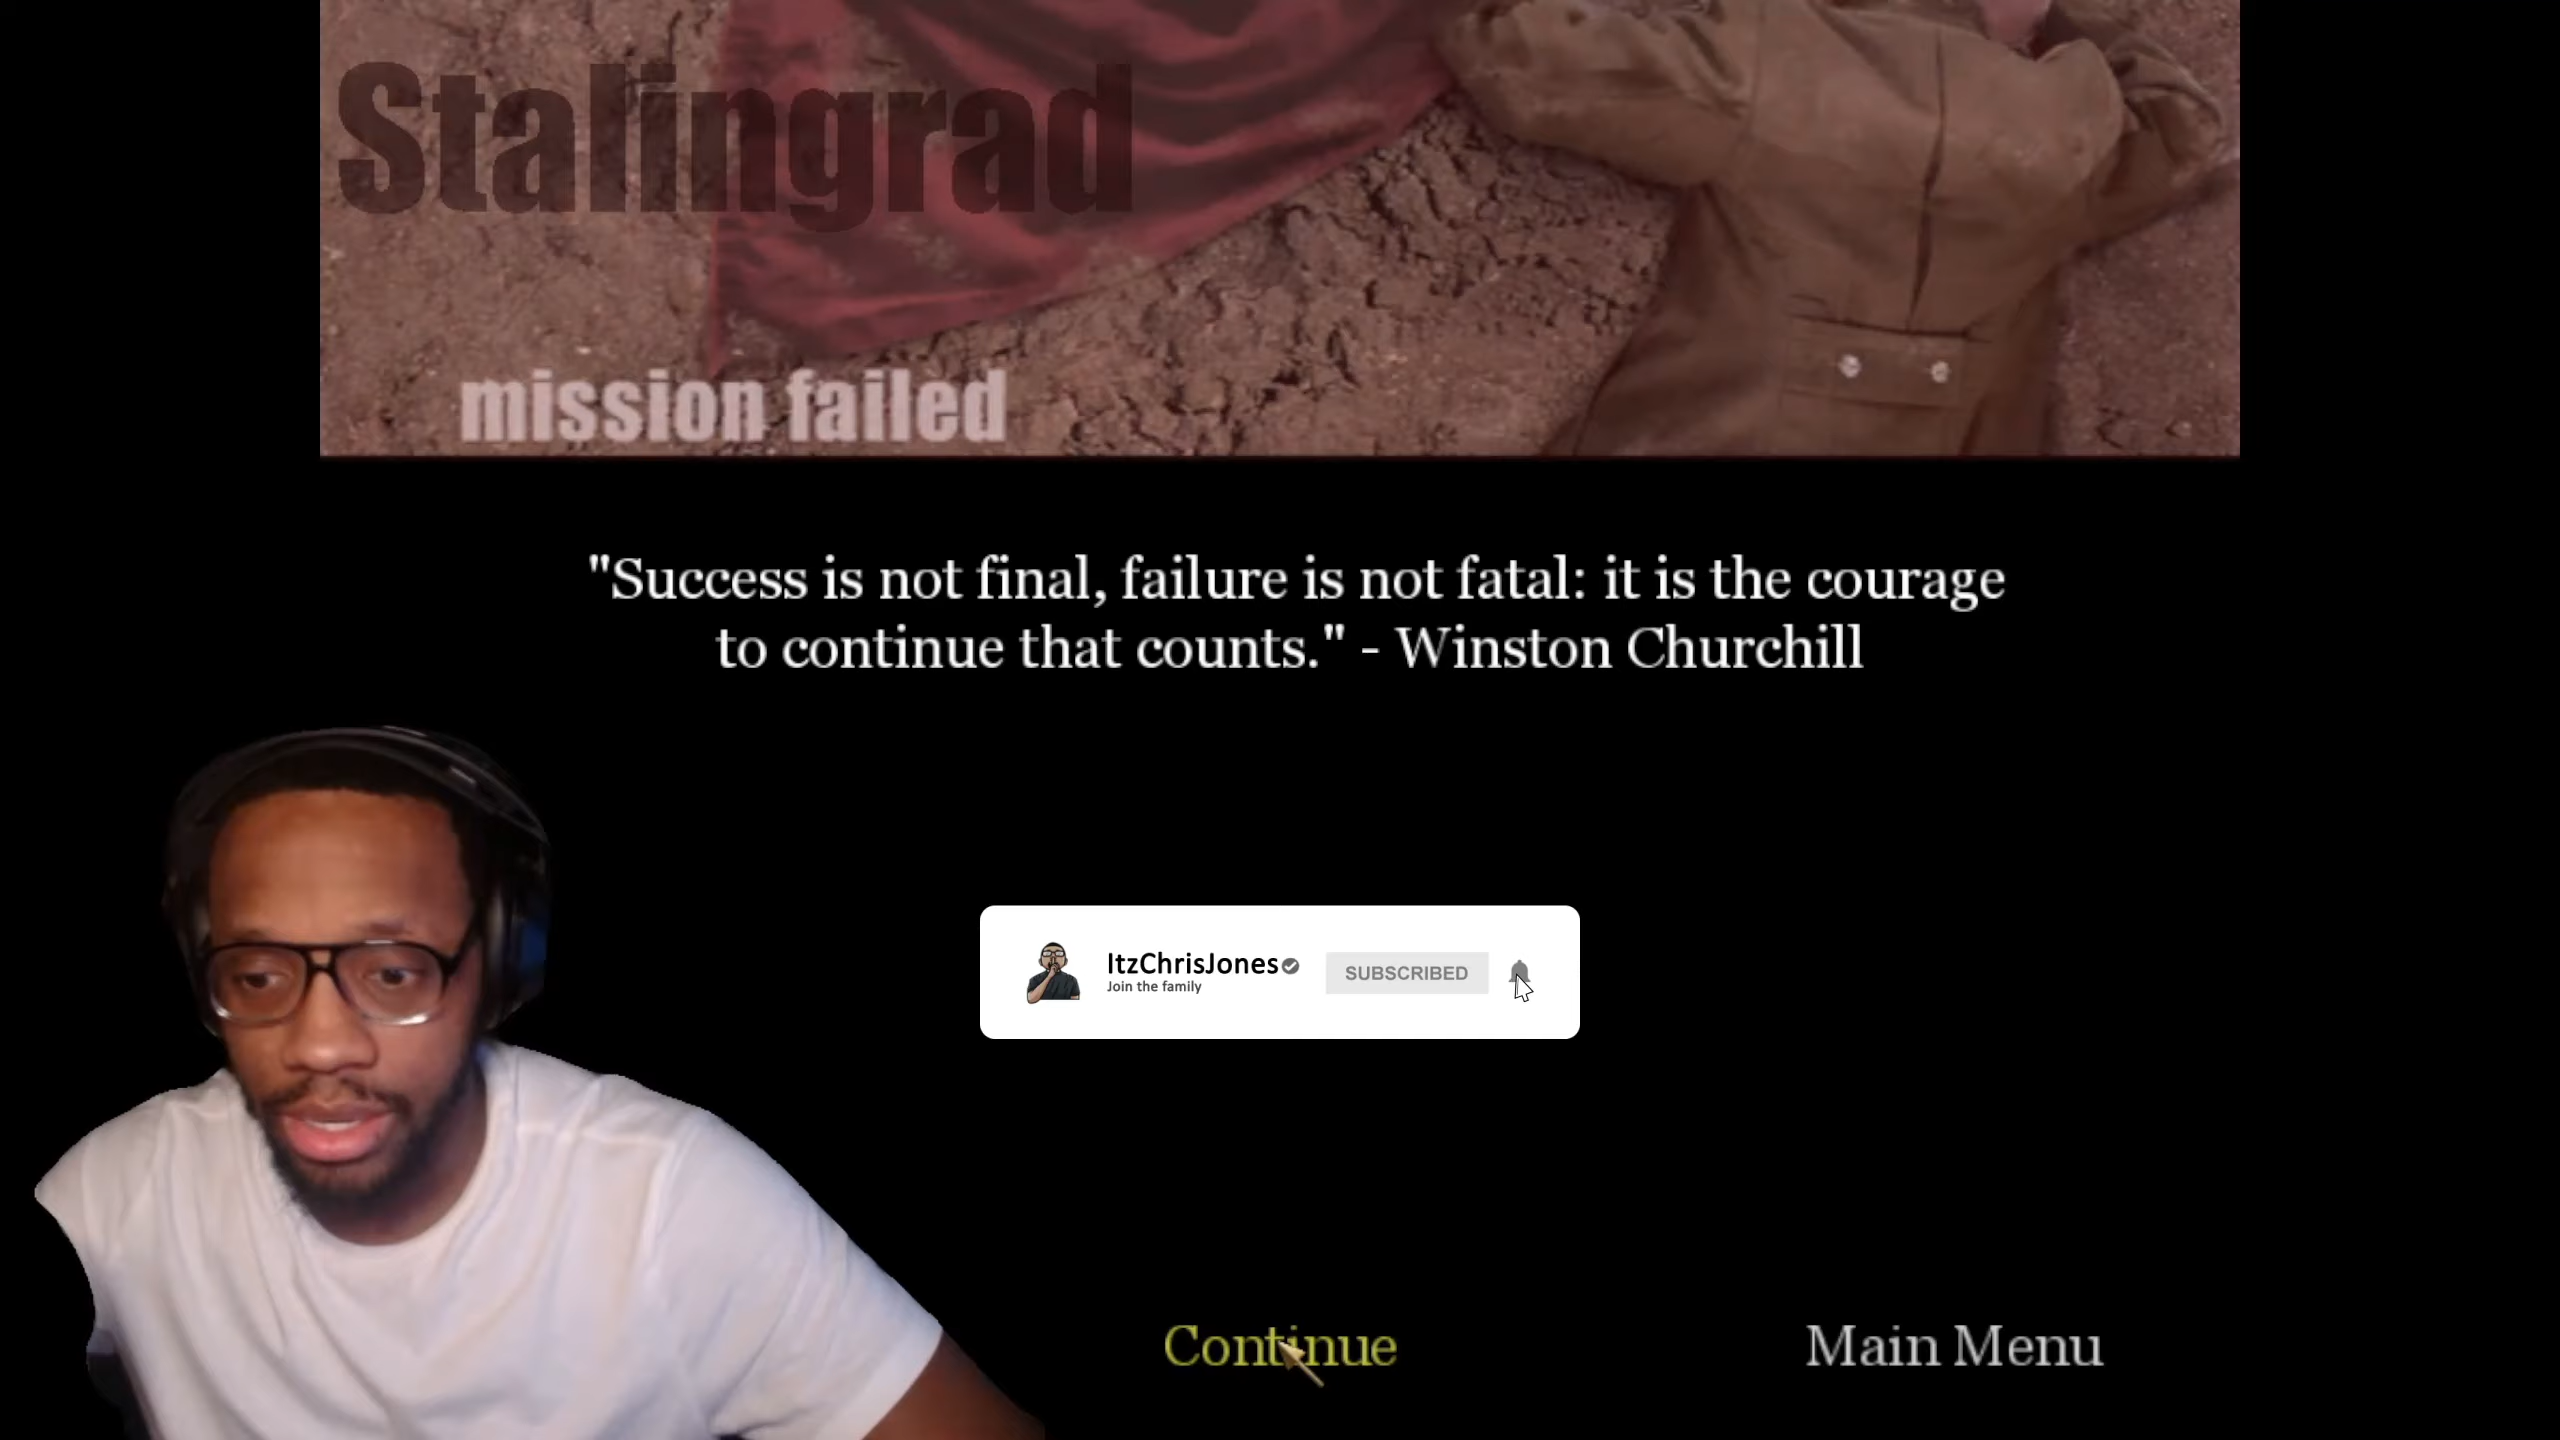 Stalingrad
mission failed
"Success is not final, failure is not fatal: it is the courage
to continue that counts." - Winston Churchill
ItzChrisJones
Join the family
SUBSCRIBED
Continue
Main Menu